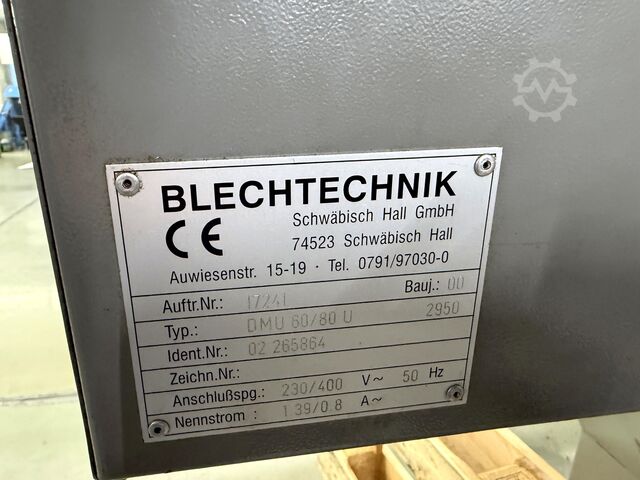 BLECHTECHNIK
Schwäbisch Hall GmbH
CE
74523 Schwäbisch Hall
Auwiesenstr. 15-19 · Tel. 0791/97030-0
Auftr.Nr.: 17241 Bauj.: 00
Typ.: DMU 60/80 U 2950
Ident.Nr.: 02 265864
Zeichn.Nr.:
Anschlußspg.: 230/400 V~ 50 Hz
Nennstrom : 1.39/0.8 A~